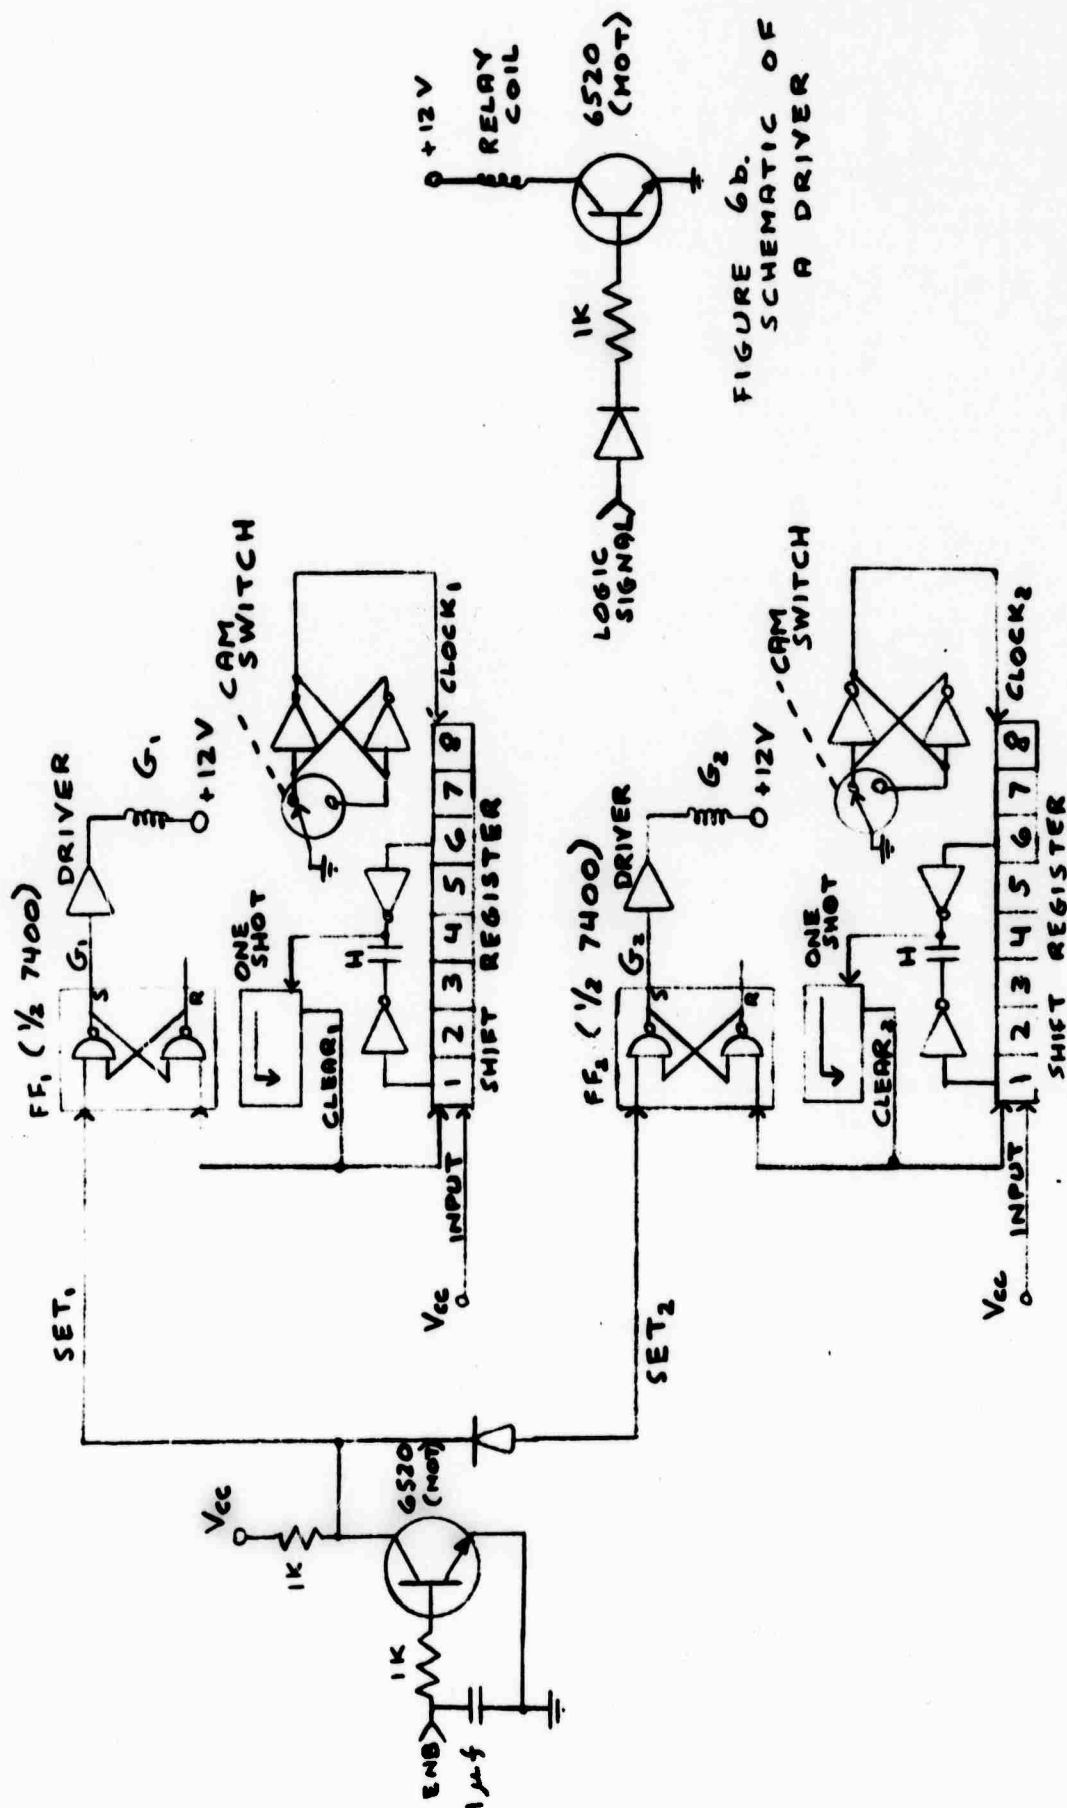 ENB
1 µf
1K
1K
Vcc
6520
(MOT)
SET₁
SET₂
FF₁ (1/2 7400)
G₁
S
R
DRIVER
G₁
+12V
ONE
SHOT
CLEAR₁
H
CAM
SWITCH
INPUT
Vcc
1 2 3 4 5 6 7 8
SHIFT REGISTER
CLOCK₁
FF₂ (1/2 7400)
G₂
S
R
DRIVER
G₂
+12V
ONE
SHOT
CLEAR₂
H
CAM
SWITCH
INPUT
Vcc
1 2 3 4 5 6 7 8
SHIFT REGISTER
CLOCK₂
LOGIC
SIGNAL
1K
+12V
RELAY
COIL
6520
(MOT)
FIGURE 6b.
SCHEMATIC OF
A DRIVER